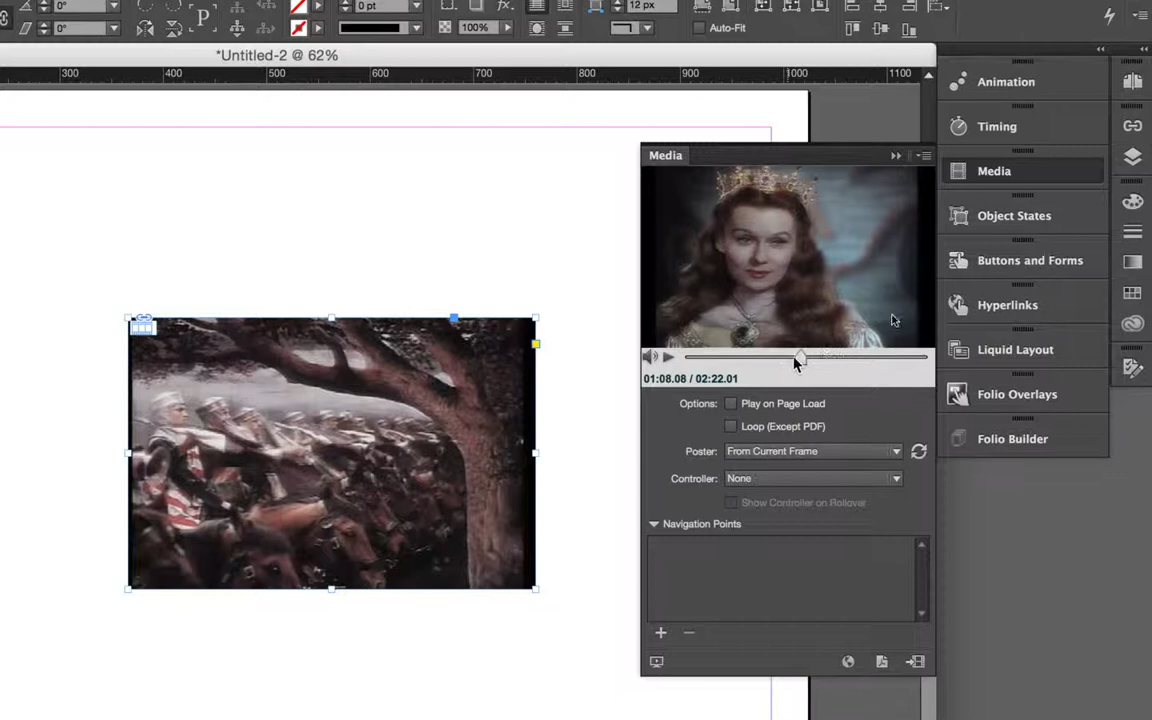 0°
0 pt
fx.
12 px
0°
P
100%
Auto-Fit
*Untitled-2 @ 62%
300 400 500 600 700 800 900 1000 1100
Animation
Timing
Media
Object States
Buttons and Forms
Hyperlinks
Liquid Layout
Folio Overlays
Folio Builder
Media
01:08.08 / 02:22.01
Options: Play on Page Load
Loop (Except PDF)
Poster: From Current Frame
Controller: None
Show Controller on Rollover
Navigation Points